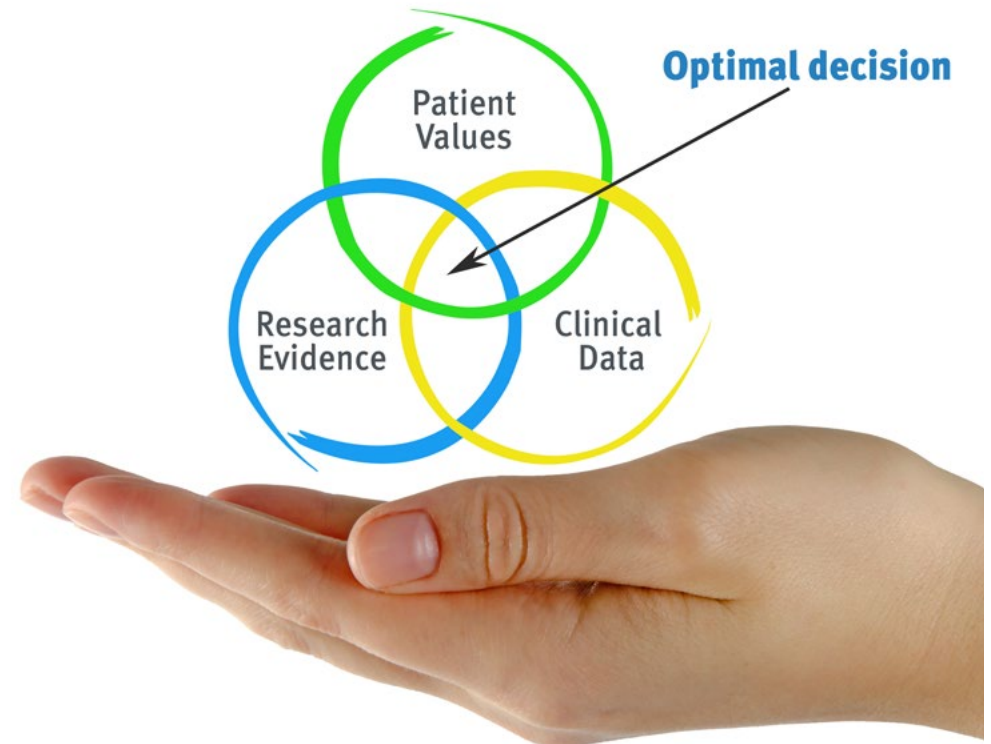 Optimal decision
Patient
Values
Research
Evidence
Clinical
Data